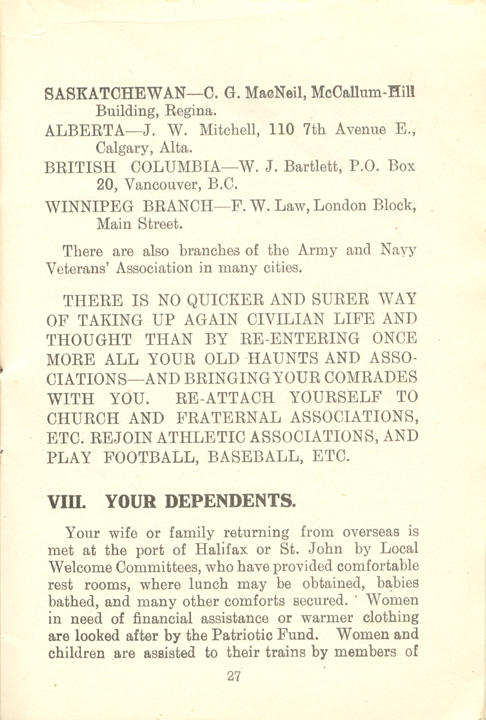 SASKATCHEWAN—C. G. MacNeil, McCallum-Hill
Building, Regina.
ALBERTA—J. W. Mitchell, 110 7th Avenue E.,
Calgary, Alta.
BRITISH COLUMBIA—W. J. Bartlett, P.O. Box
20, Vancouver, B.C.
WINNIPEG BRANCH—F. W. Law, London Block,
Main Street.
There are also branches of the Army and Navy
Veterans' Association in many cities.
THERE IS NO QUICKER AND SURER WAY
OF TAKING UP AGAIN CIVILIAN LIFE AND
THOUGHT THAN BY RE-ENTERING ONCE
MORE ALL YOUR OLD HAUNTS AND ASSO-
CIATIONS—AND BRINGING YOUR COMRADES
WITH YOU. RE-ATTACH YOURSELF TO
CHURCH AND FRATERNAL ASSOCIATIONS,
ETC. REJOIN ATHLETIC ASSOCIATIONS, AND
PLAY FOOTBALL, BASEBALL, ETC.
VIII. YOUR DEPENDENTS.
Your wife or family returning from overseas is
met at the port of Halifax or St. John by Local
Welcome Committees, who have provided comfortable
rest rooms, where lunch may be obtained, babies
bathed, and many other comforts secured. Women
in need of financial assistance or warmer clothing
are looked after by the Patriotic Fund. Women and
children are assisted to their trains by members of
27